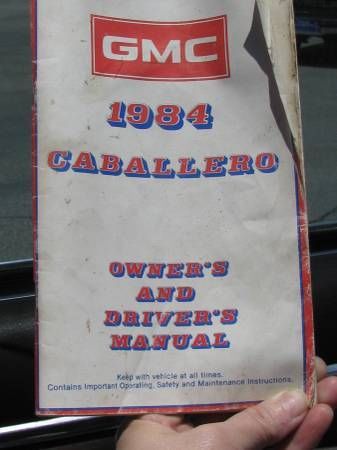 GMC
1984
CABALLERO
OWNER'S
AND
DRIVER'S
MANUAL
Keep with vehicle at all times.
Contains Important Operating, Safety and Maintenance Instructions.